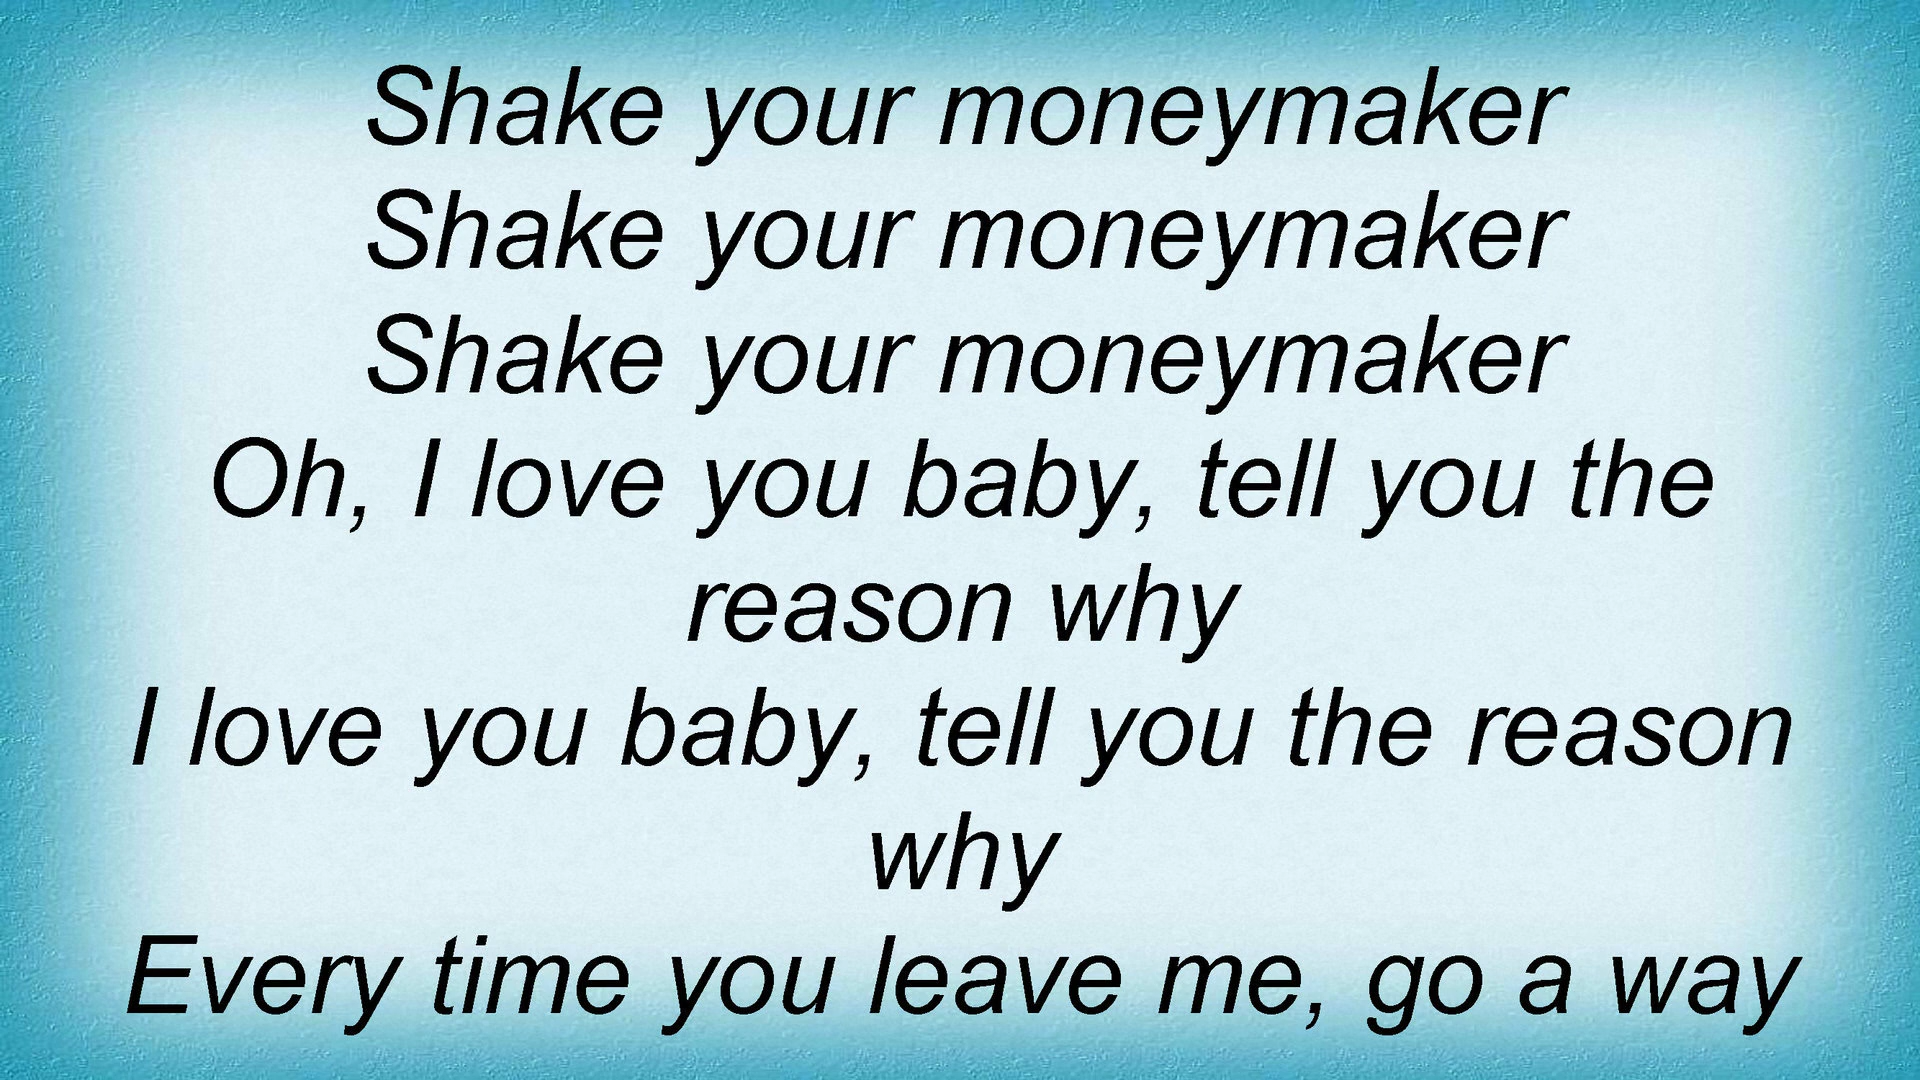 Shake your moneymaker
Shake your moneymaker
Shake your moneymaker
Oh, I love you baby, tell you the
reason why
I love you baby, tell you the reason
why
Every time you leave me, go a way